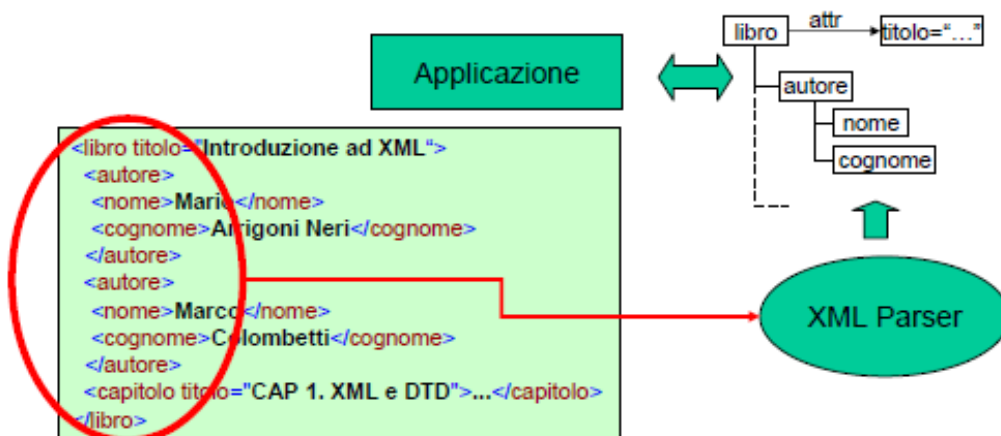 Applicazione
libro
attr
titolo="..."
autore
nome
cognome
<libro titolo="Introduzione ad XML">
<autore>
<nome>Mario</nome>
<cognome>Arrigoni Neri</cognome>
</autore>
<autore>
<nome>Marco</nome>
<cognome>Colombetti</cognome>
</autore>
<capitolo titolo="CAP 1. XML e DTD">...</capitolo>
</libro>
XML Parser